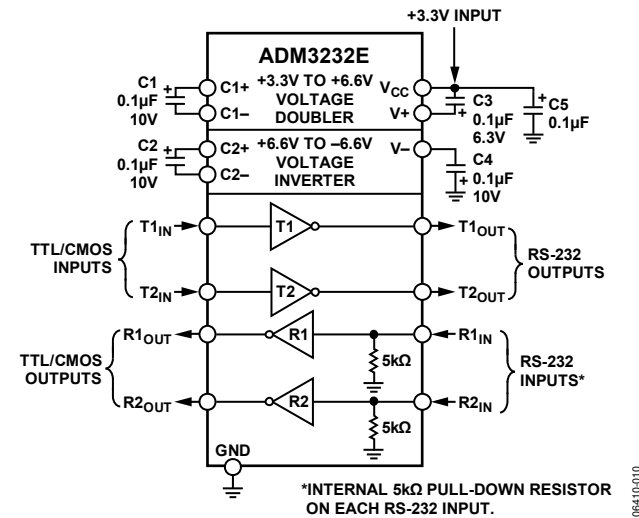 +3.3V INPUT
ADM3232E
C1
+
0.1µF
10V
C1+
C1–
+3.3V TO +6.6V
VOLTAGE
DOUBLER
VCC
V+
C3
+
0.1µF
6.3V
+
C5
0.1µF
C2
+
0.1µF
10V
C2+
C2–
+6.6V TO –6.6V
VOLTAGE
INVERTER
V–
C4
+
0.1µF
10V
TTL/CMOS
INPUTS
T1IN
T1
T1OUT
T2IN
T2
T2OUT
RS-232
OUTPUTS
TTL/CMOS
OUTPUTS
R1OUT
R1
R1IN
5kΩ
R2OUT
R2
R2IN
5kΩ
RS-232
INPUTS*
GND
*INTERNAL 5kΩ PULL-DOWN RESISTOR
ON EACH RS-232 INPUT.
06410-010